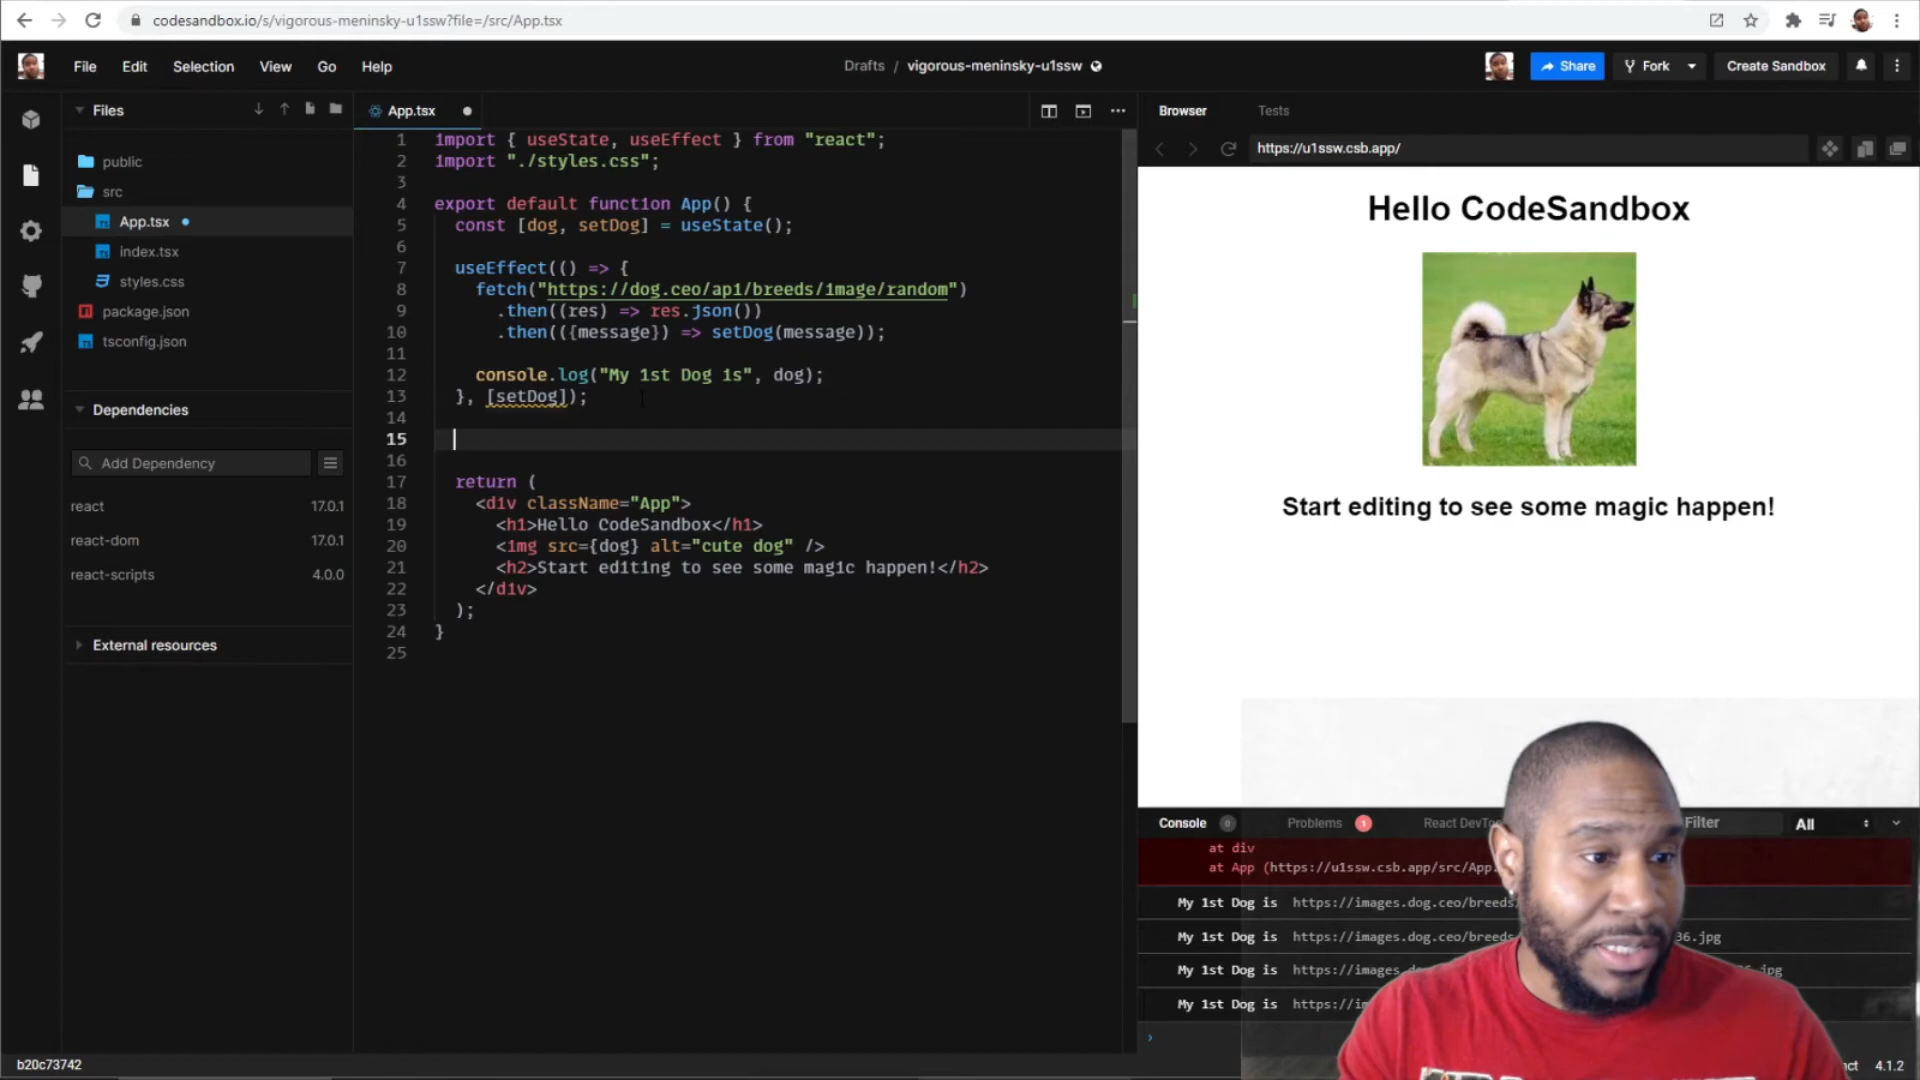 codesandbox.io/s/vigorous-meninsky-u1ssw?file=/src/App.tsx
File Edit Selection View Go Help
Drafts / vigorous-meninsky-u1ssw
Share Fork Create Sandbox
Files
public
src
App.tsx
index.tsx
styles.css
package.json
tsconfig.json
Dependencies
Add Dependency
react 17.0.1
react-dom 17.0.1
react-scripts 4.0.0
External resources
b20c73742
App.tsx
1 import { useState, useEffect } from "react";
2 import "./styles.css";
3
4 export default function App() {
5 const [dog, setDog] = useState();
6
7 useEffect(() => {
8 fetch("https://dog.ceo/api/breeds/image/random")
9 .then((res) => res.json())
10 .then(({message}) => setDog(message));
11
12 console.log("My 1st Dog is", dog);
13 }, [setDog]);
14
15
16
17 return (
18 <div className="App">
19 <h1>Hello CodeSandbox</h1>
20 <img src={dog} alt="cute dog" />
21 <h2>Start editing to see some magic happen!</h2>
22 </div>
23 );
24 }
25
Browser Tests
https://u1ssw.csb.app/
Hello CodeSandbox
Start editing to see some magic happen!
Console 0 Problems 1 React DevTo Filter All
at div
at App (https://u1ssw.csb.app/src/App.
My 1st Dog is https://images.dog.ceo/breeds/
My 1st Dog is https://images.dog.ceo/breeds 36.jpg
My 1st Dog is https://images.d .jpg
My 1st Dog is https://im
4.1.2